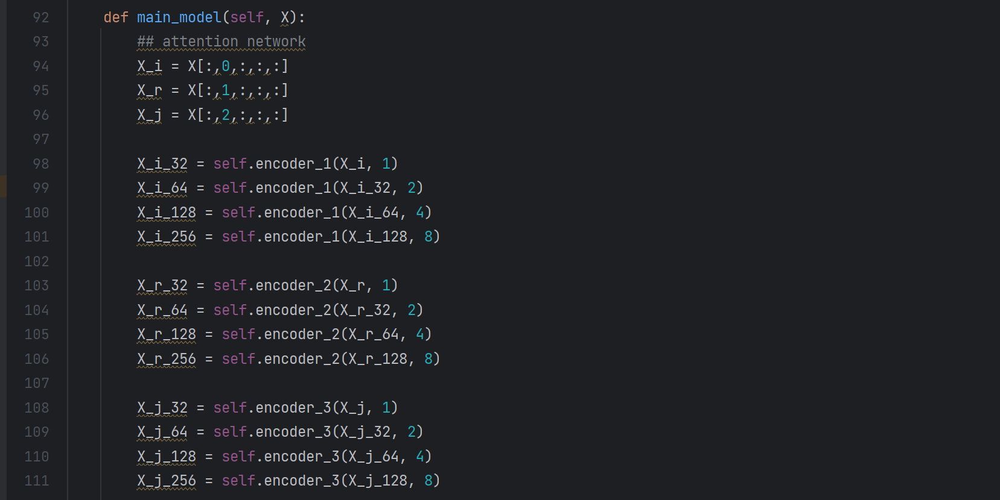 92 def main_model(self, X):
93 ## attention network
94 X_i = X[:,0,:,:,:]
95 X_r = X[:,1,:,:,:]
96 X_j = X[:,2,:,:,:]
97
98 X_i_32 = self.encoder_1(X_i, 1)
99 X_i_64 = self.encoder_1(X_i_32, 2)
100 X_i_128 = self.encoder_1(X_i_64, 4)
101 X_i_256 = self.encoder_1(X_i_128, 8)
102
103 X_r_32 = self.encoder_2(X_r, 1)
104 X_r_64 = self.encoder_2(X_r_32, 2)
105 X_r_128 = self.encoder_2(X_r_64, 4)
106 X_r_256 = self.encoder_2(X_r_128, 8)
107
108 X_j_32 = self.encoder_3(X_j, 1)
109 X_j_64 = self.encoder_3(X_j_32, 2)
110 X_j_128 = self.encoder_3(X_j_64, 4)
111 X_j_256 = self.encoder_3(X_j_128, 8)